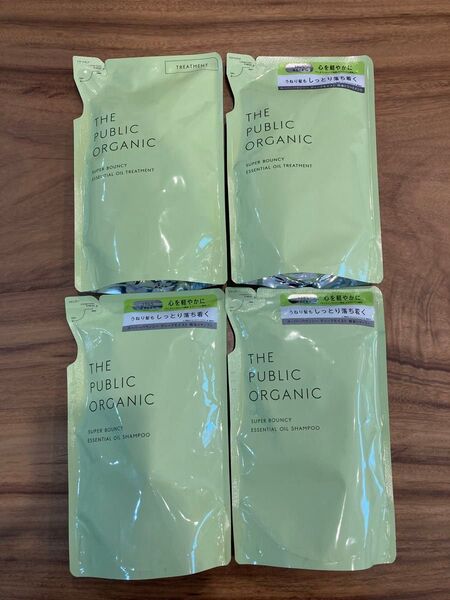 TREATMENT
THE
PUBLIC
ORGANIC
SUPER BOUNCY
ESSENTIAL OIL TREATMENT
心を軽やかに
うねり髪も しっとり落ち着く
THE
PUBLIC
ORGANIC
SUPER BOUNCY
ESSENTIAL OIL TREATMENT
心を軽やかに
うねり髪も しっとり落ち着く
THE
PUBLIC
ORGANIC
SUPER BOUNCY
ESSENTIAL OIL SHAMPOO
心を軽やかに
うねり髪も しっとり落ち着く
THE
PUBLIC
ORGANIC
SUPER BOUNCY
ESSENTIAL OIL SHAMPOO